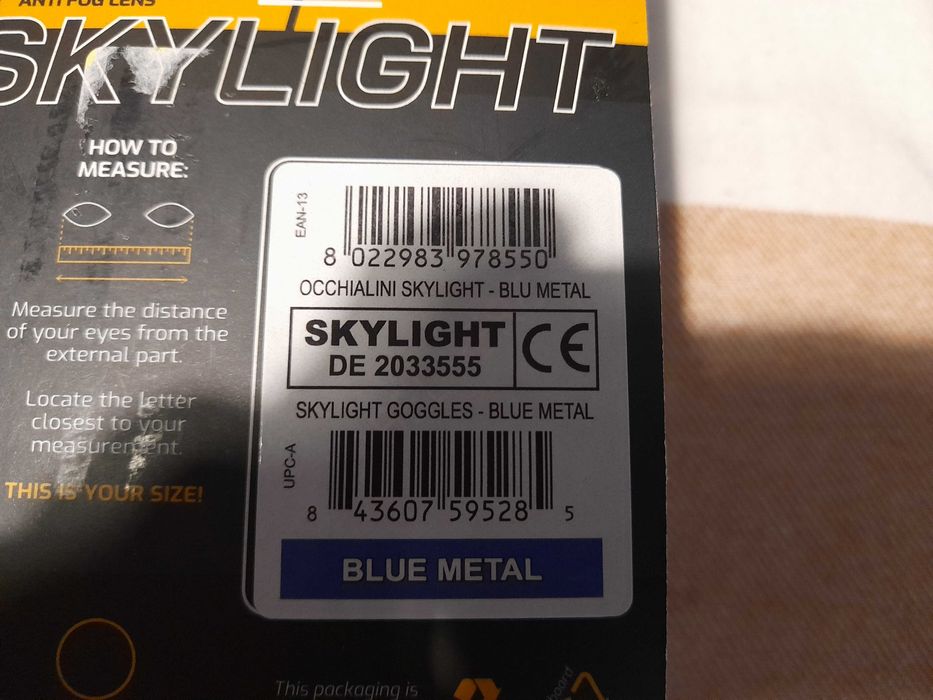 ANTI FOG LENS
SKYLIGHT
HOW TO
MEASURE:
Measure the distance
of your eyes from the
external part.
Locate the letter
closest to your
measurement.
THIS IS YOUR SIZE!
EAN-13
8 022983 978550
OCCHIALINI SKYLIGHT - BLU METAL
SKYLIGHT
DE 2033555
CE
SKYLIGHT GOGGLES - BLUE METAL
UPC-A
8 43607 59528 5
BLUE METAL
This packaging is